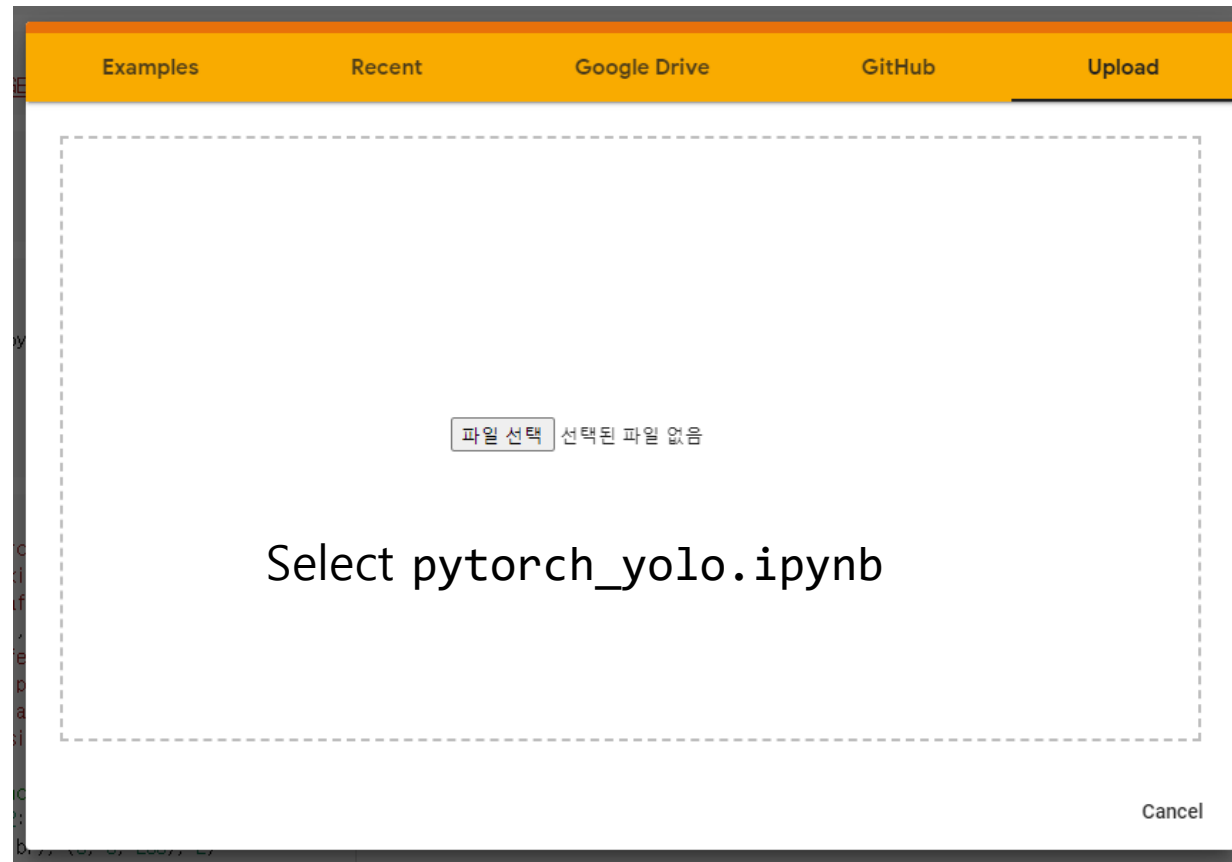 Examples Recent Google Drive GitHub Upload
파일 선택 선택된 파일 없음
Select pytorch_yolo.ipynb
Cancel